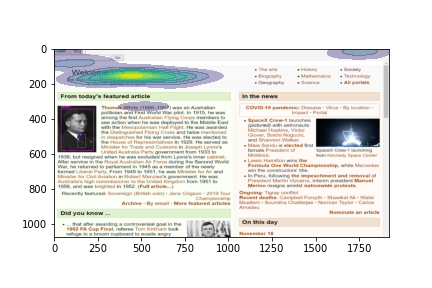 Welcome
Go
• The arts
• Biography
• Geography
• History
• Mathematics
• Science
• Society
• Technology
• All portals
From today's featured article
Thomas White (1888–1957) was an Australian
politician and First World War pilot. In 1915, he
among the first Australian Flying Corps members to
see action when he was deployed to the Middle East
with the Mesopotamian Half Flight. He was awarded
the Distinguished Flying Cross and twice mentioned
in despatches for his service. He was elected to
the House of Representatives in 1929. He served as
Minister for Trade and Customs in Joseph Lyons's
United Australia Party government from 1933 to
1938, but resigned when he was excluded from Lyons's inner cabinet.
After service in the Royal Australian Air Force during the Second World
War, he returned to parliament in 1945 as a member of the newly
formed Liberal Party. From 1949 to 1951, he was Minister for Air and
Minister for Civil Aviation in Robert Menzies's government. He was
Australia's high commissioner to the United Kingdom from 1951 to
1956, and was knighted in 1952. (Full article...)
Recently featured: Sovereign (British coin) · Jane Grigson · 2019 Tour
Championship
Archive · By email · More featured articles
Did you know ...
• ... that after awarding a controversial goal in the
1992 FA Cup Final, referee Tom Kirkham took
refuge in a broom cupboard to evade angry
In the news
COVID-19 pandemic: Disease · Virus · By location ·
Impact · Portal
• SpaceX Crew-1 launches
(pictured) with astronauts
Michael Hopkins, Victor
Glover, Soichi Noguchi,
and Shannon Walker.
• Maia Sandu is elected first
female President of
Moldova.
• Lewis Hamilton wins the
Formula One World Championship, while Mercedes
win the constructors' title.
• In Peru, following the impeachment and removal of
President Martín Vizcarra, interim president Manuel
Merino resigns amidst nationwide protests.
SpaceX Crew-1 launching
from Kennedy Space Center
Ongoing: Tigray conflict
Recent deaths: Campbell Forsyth · Shawkat Ali · Walid
Muallem · Soumitra Chatterjee · Norman Taylor · Carlos
Amadeu
Nominate an article
On this day
November 18
0
200
400
600
800
1000
0
250
500
750
1000
1250
1500
1750